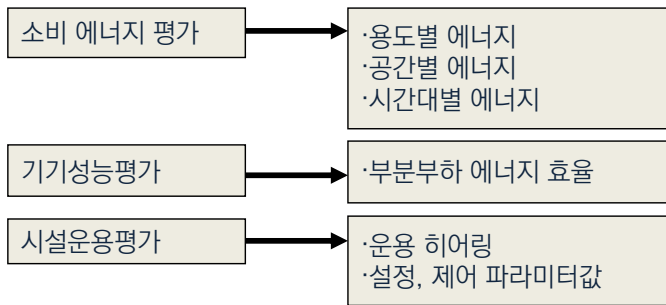 소비 에너지 평가
·용도별 에너지
·공간별 에너지
·시간대별 에너지
기기성능평가
·부분부하 에너지 효율
시설운용평가
·운용 히어링
·설정, 제어 파라미터값